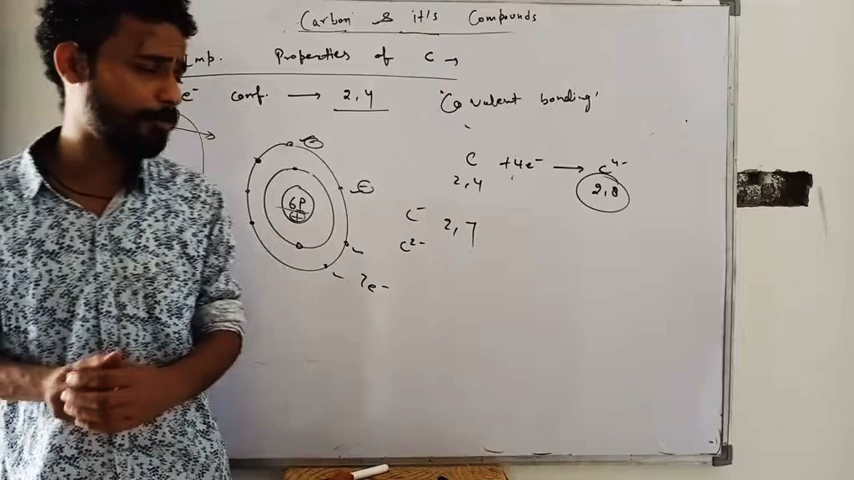 Carbon & it's Compounds
Imp. Properties of C →
e⁻ conf. → 2,4 'Covalent bonding'
C +4e⁻ → C⁴⁻
2,4 2,8
6P
+
C⁻ 2,7
C²⁻
7e⁻